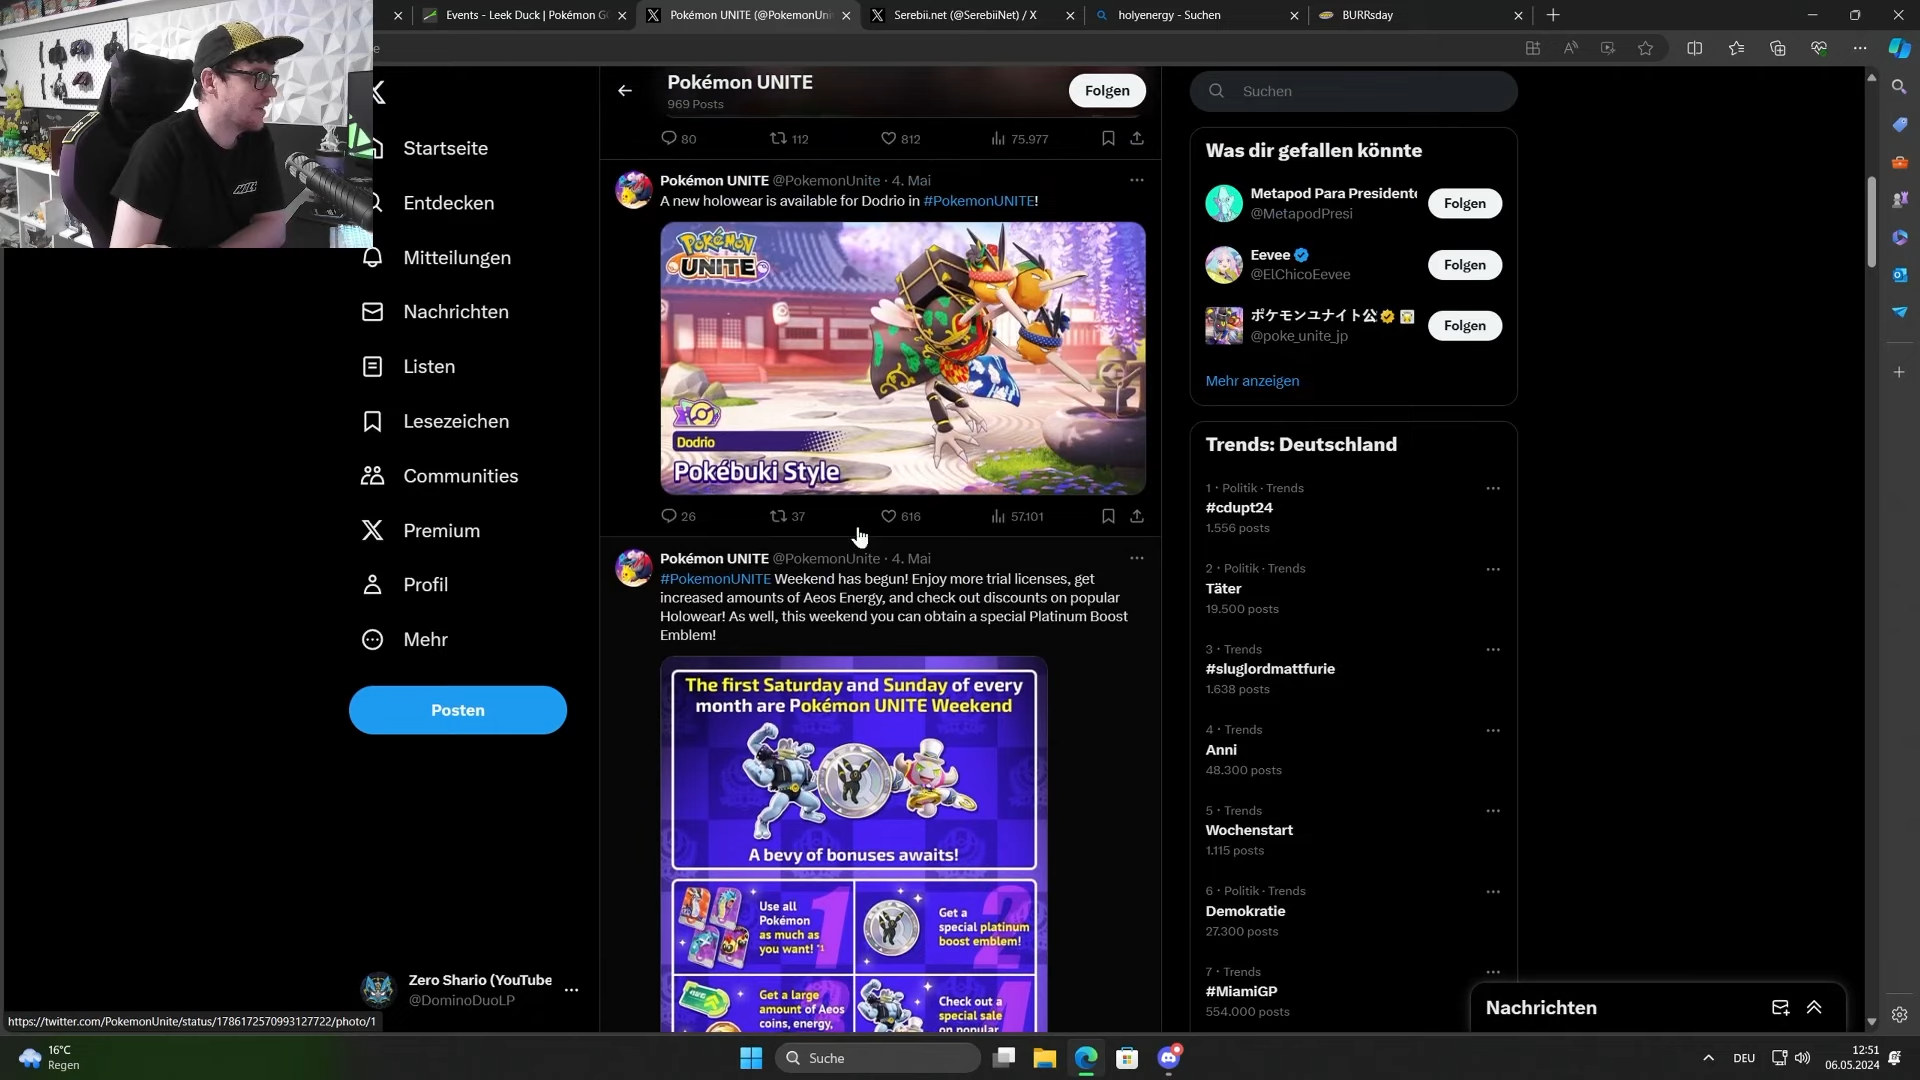 Events - Leek Duck | Pokémon G
Pokémon UNITE (@PokemonUni
Serebii.net (@SerebiiNet) / X
holyenergy - Suchen
BURRsday
Pokémon UNITE
969 Posts
Folgen
80
112
812
75.977
Startseite
Entdecken
Mitteilungen
Nachrichten
Listen
Lesezeichen
Communities
Premium
Profil
Mehr
Posten
Zero Shario (YouTube
@DominoDuoLP
Pokémon UNITE @PokemonUnite · 4. Mai
A new holowear is available for Dodrio in #PokemonUNITE!
Pokémon
UNITE
Dodrio
Pokébuki Style
26
37
616
57.101
Pokémon UNITE @PokemonUnite · 4. Mai
#PokemonUNITE Weekend has begun! Enjoy more trial licenses, get
increased amounts of Aeos Energy, and check out discounts on popular
Holowear! As well, this weekend you can obtain a special Platinum Boost
Emblem!
The first Saturday and Sunday of every
month are Pokémon UNITE Weekend
A bevy of bonuses awaits!
1
Use all
Pokémon
as much as
you want! *1
2
Get a
special platinum
boost emblem!
Get a large
amount of Aeos
coins, energy,
Check out a
special sale
on popular
Suchen
Was dir gefallen könnte
Metapod Para Presidente
@MetapodPresi
Folgen
Eevee
@ElChicoEevee
Folgen
ポケモンユナイト公
@poke_unite_jp
Folgen
Mehr anzeigen
Trends: Deutschland
1 · Politik · Trends
#cdupt24
1.556 posts
2 · Politik · Trends
Täter
19.500 posts
3 · Trends
#sluglordmattfurie
1.638 posts
4 · Trends
Anni
48.300 posts
5 · Trends
Wochenstart
1.115 posts
6 · Politik · Trends
Demokratie
27.300 posts
7 · Trends
#MiamiGP
554.000 posts
Nachrichten
https://twitter.com/PokemonUnite/status/1786172570993127722/photo/1
16°C
Regen
Suche
DEU
12:51
06.05.2024